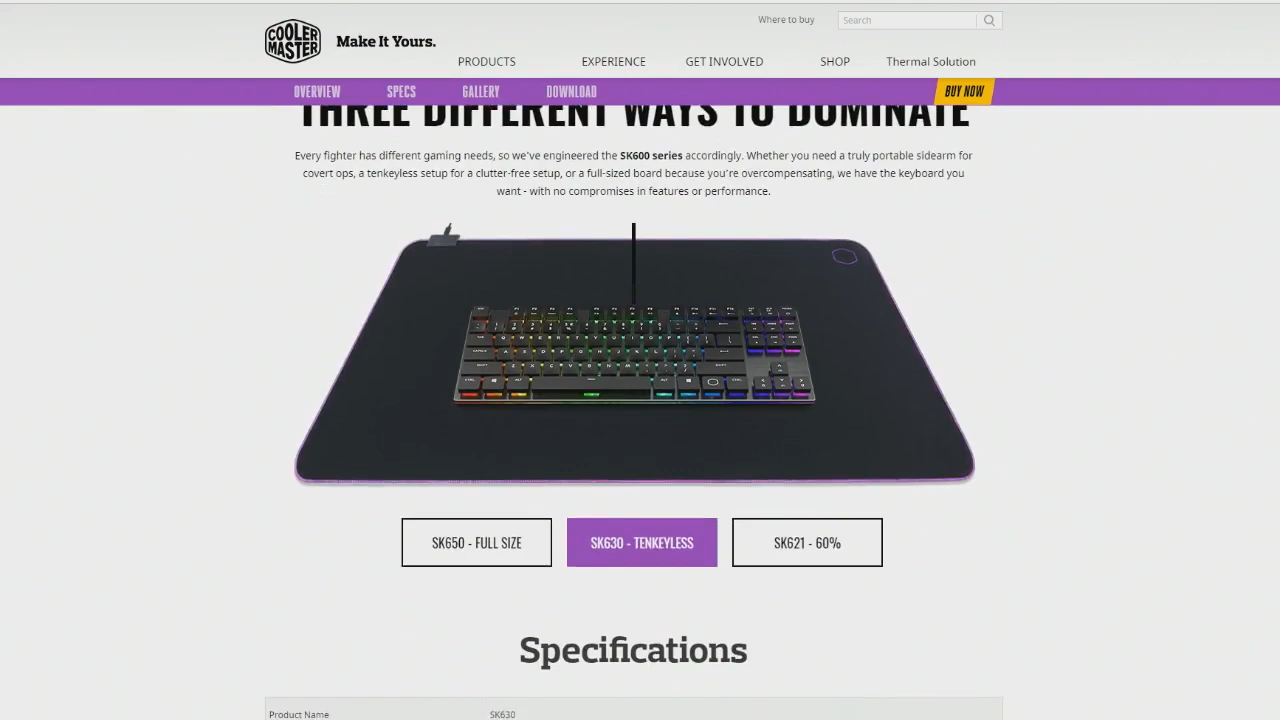 Where to buy
Search
COOLER MASTER
Make It Yours.
PRODUCTS
EXPERIENCE
GET INVOLVED
SHOP
Thermal Solution
OVERVIEW
SPECS
GALLERY
DOWNLOAD
BUY NOW
THREE DIFFERENT WAYS TO DOMINATE
Every fighter has different gaming needs, so we've engineered the SK600 series accordingly. Whether you need a truly portable sidearm for
covert ops, a tenkeyless setup for a clutter-free setup, or a full-sized board because you're overcompensating, we have the keyboard you
want - with no compromises in features or performance.
SK650 - FULL SIZE
SK630 - TENKEYLESS
SK621 - 60%
Specifications
Product Name
SK630